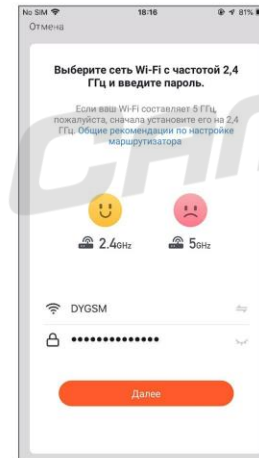 No SIM 18:16 81%
Отмена
Выберите сеть Wi-Fi с частотой 2,4
ГГц и введите пароль.
Если ваш Wi-Fi составляет 5 ГГц,
пожалуйста, сначала установите его на 2,4
ГГц. Общие рекомендации по настройке
маршрутизатора
2.4GHz 5GHz
DYGSM
••••••••••••••
Далее